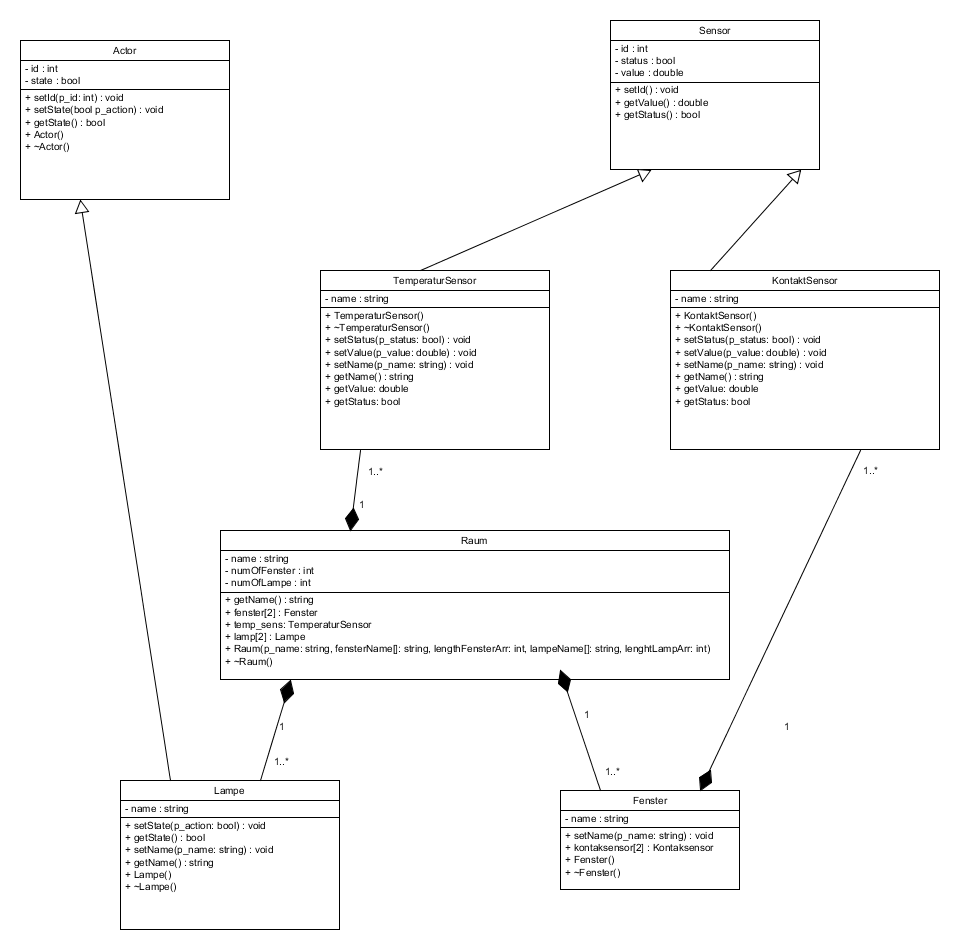 Actor
- id : int
- state : bool
+ setId(p_id: int) : void
+ setState(bool p_action) : void
+ getState() : bool
+ Actor()
+ ~Actor()
Sensor
- id : int
- status : bool
- value : double
+ setId() : void
+ getValue() : double
+ getStatus() : bool
TemperaturSensor
- name : string
+ TemperaturSensor()
+ ~TemperaturSensor()
+ setStatus(p_status: bool) : void
+ setValue(p_value: double) : void
+ setName(p_name: string) : void
+ getName() : string
+ getValue: double
+ getStatus: bool
KontaktSensor
- name : string
+ KontaktSensor()
+ ~KontaktSensor()
+ setStatus(p_status: bool) : void
+ setValue(p_value: double) : void
+ setName(p_name: string) : void
+ getName() : string
+ getValue: double
+ getStatus: bool
1..*
1..*
1
Raum
- name : string
- numOfFenster : int
- numOfLampe : int
+ getName() : string
+ fenster[2] : Fenster
+ temp_sens: TemperaturSensor
+ lamp[2] : Lampe
+ Raum(p_name: string, fensterName[]: string, lengthFensterArr: int, lampeName[]: string, lenghtLampArr: int)
+ ~Raum()
1
1
1
1..*
1..*
Lampe
- name : string
+ setState(p_action: bool) : void
+ getState() : bool
+ setName(p_name: string) : void
+ getName() : string
+ Lampe()
+ ~Lampe()
Fenster
- name : string
+ setName(p_name: string) : void
+ kontaksensor[2] : Kontaksensor
+ Fenster()
+ ~Fenster()